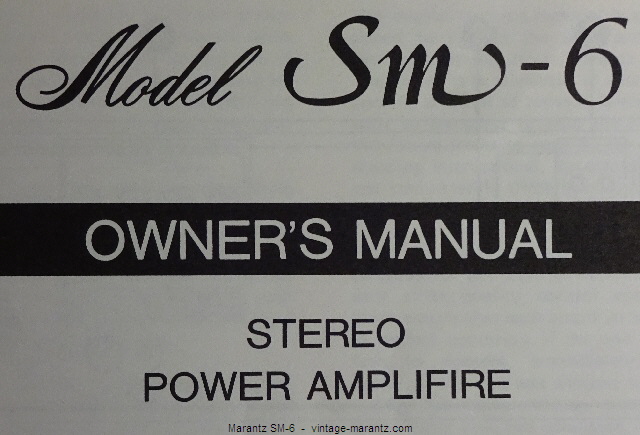 Model Sm-6
OWNER'S MANUAL
STEREO
POWER AMPLIFIRE
Marantz SM-6 - vintage-marantz.com